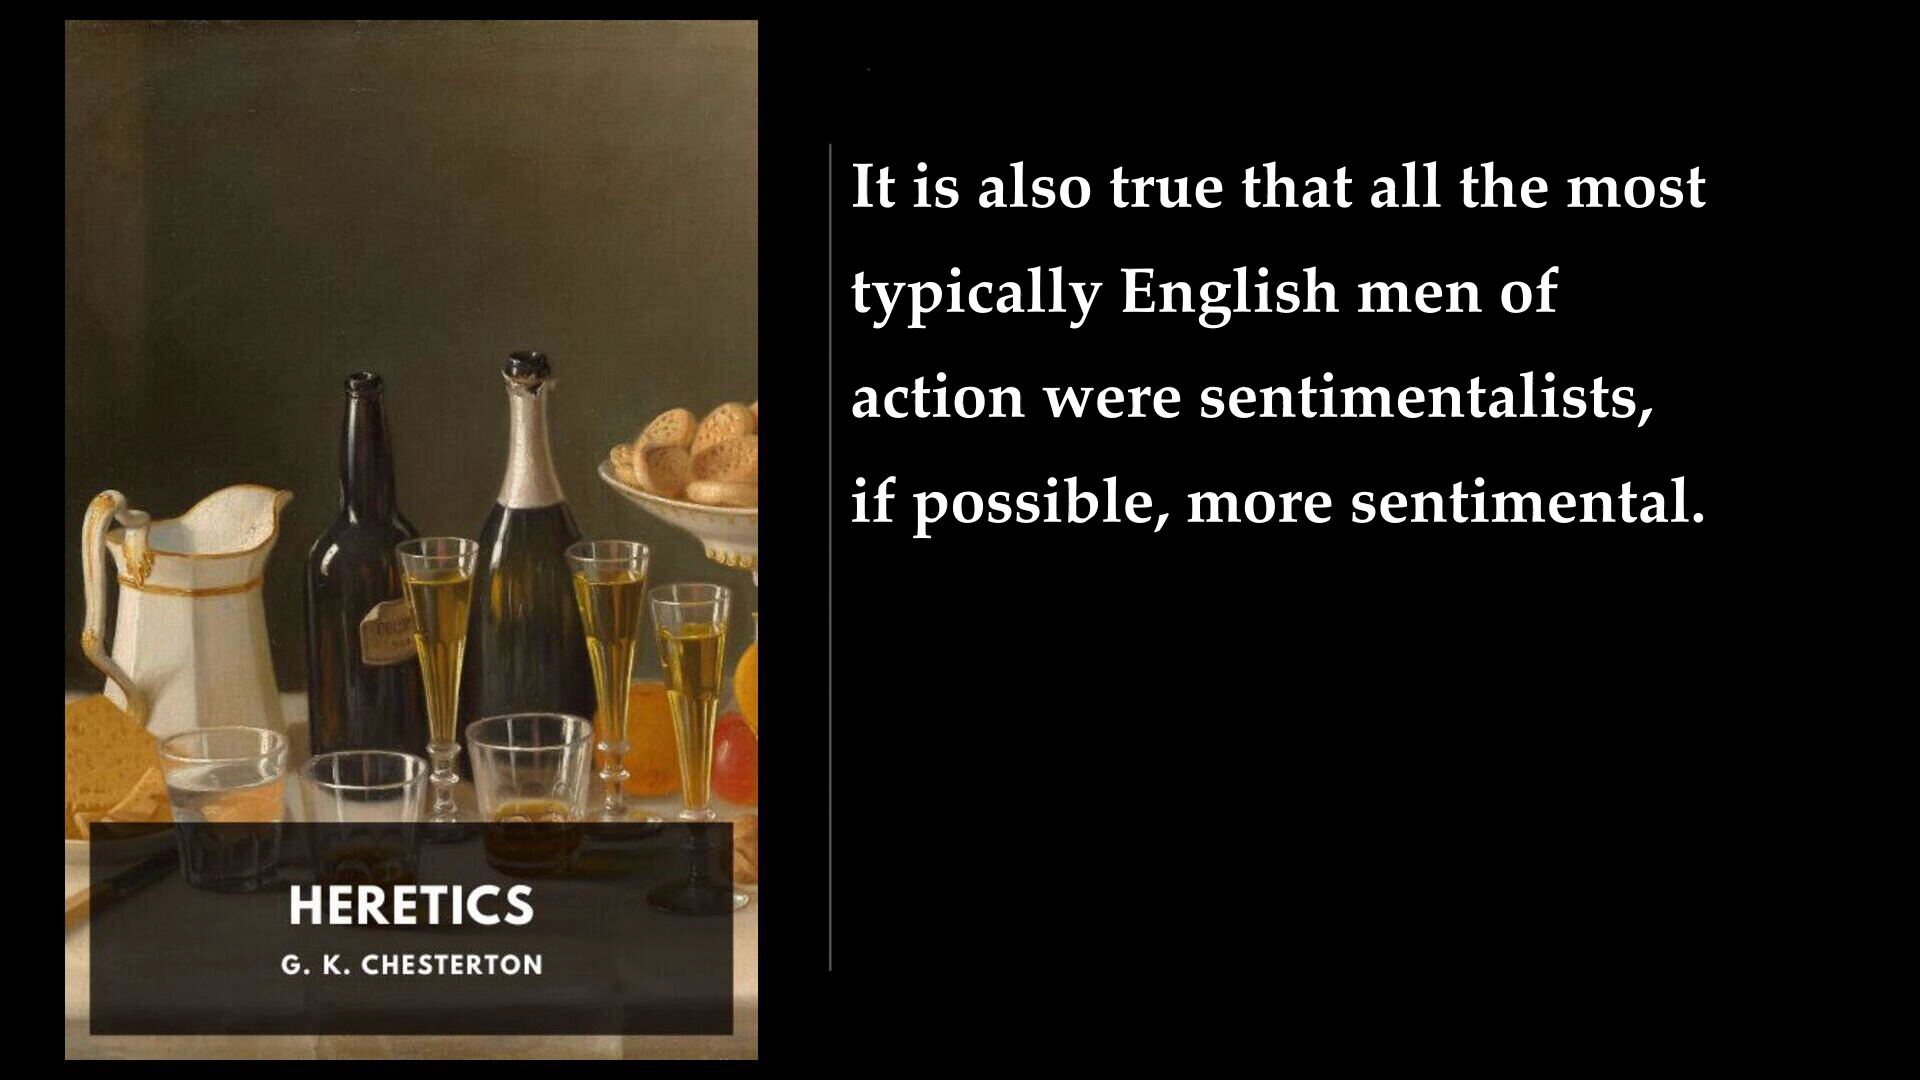 It is also true that all the most
typically English men of
action were sentimentalists,
if possible, more sentimental.
HERETICS
G. K. CHESTERTON